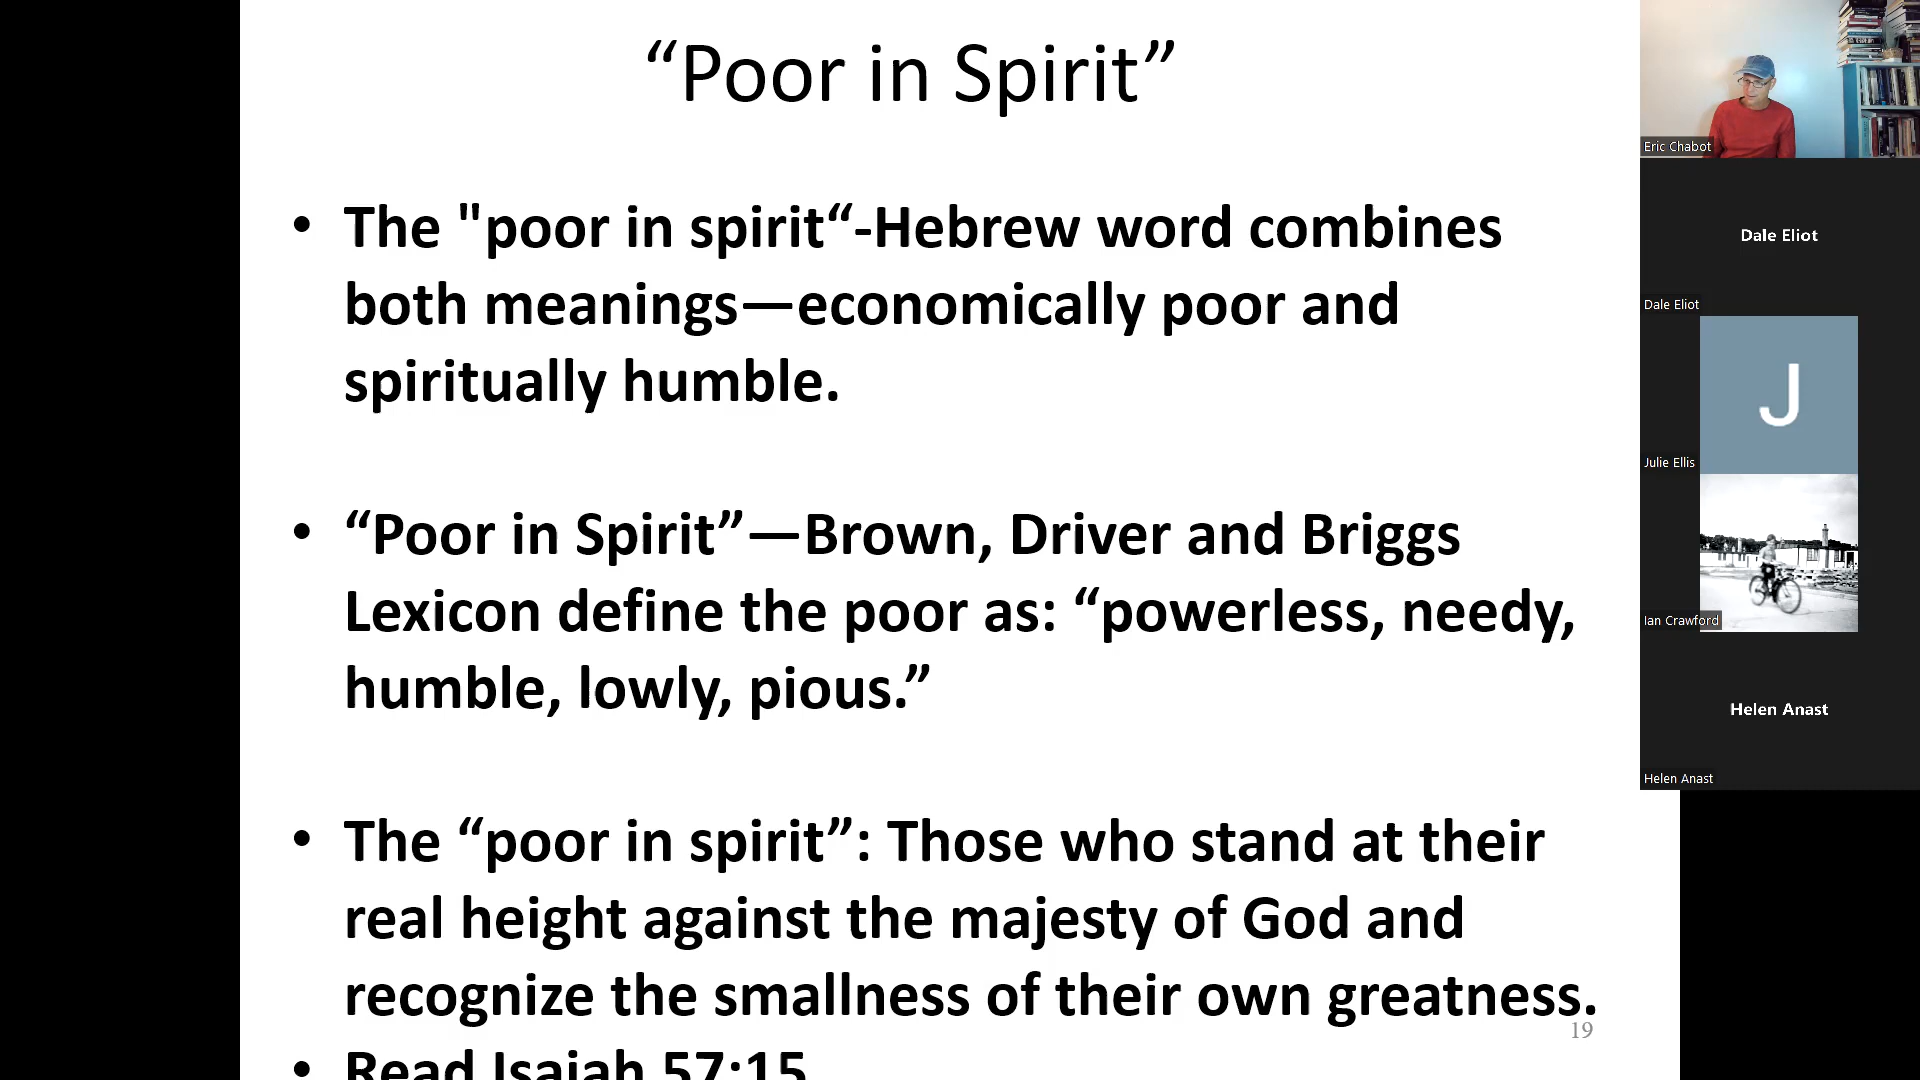 “Poor in Spirit”
• The "poor in spirit“-Hebrew word combines
both meanings—economically poor and
spiritually humble.
• “Poor in Spirit”—Brown, Driver and Briggs
Lexicon define the poor as: “powerless, needy,
humble, lowly, pious.”
• The “poor in spirit”: Those who stand at their
real height against the majesty of God and
recognize the smallness of their own greatness.
19
• Read Isaiah 57:15
Eric Chabot
Dale Eliot
Dale Eliot
J
Julie Ellis
Ian Crawford
Helen Anast
Helen Anast